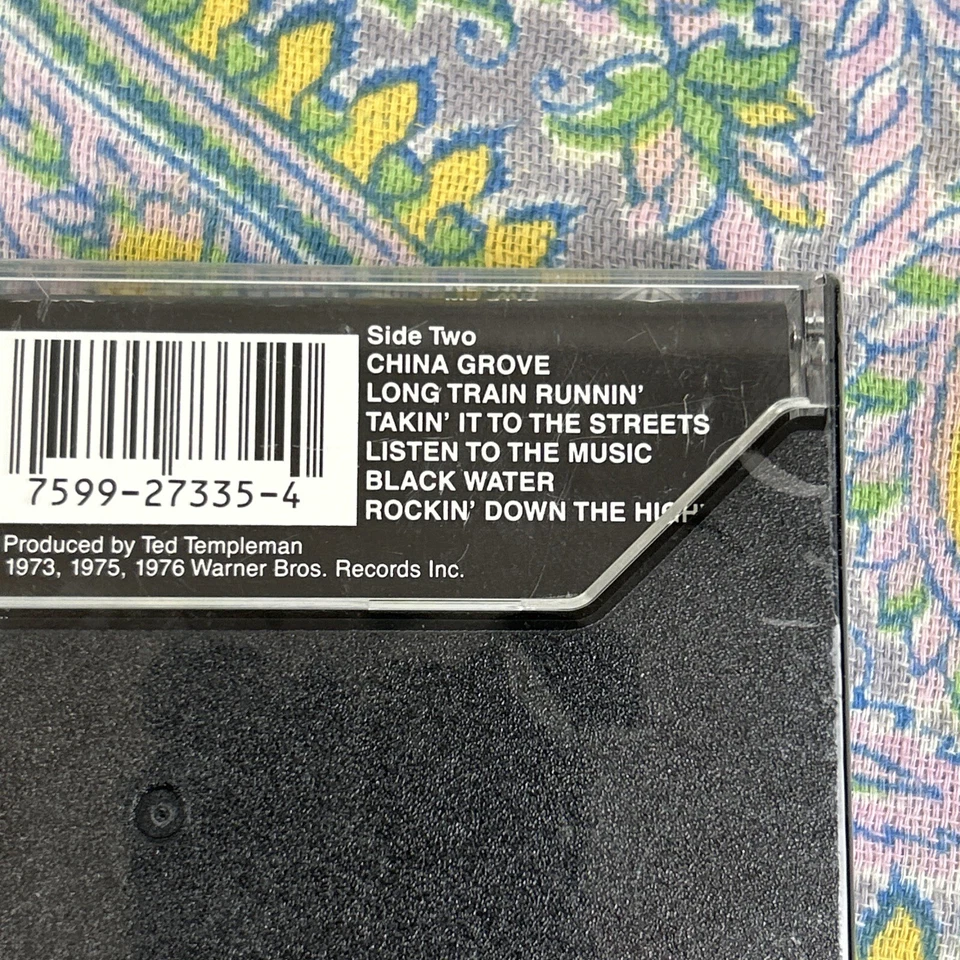 Side Two
CHINA GROVE
LONG TRAIN RUNNIN'
TAKIN' IT TO THE STREETS
LISTEN TO THE MUSIC
BLACK WATER
ROCKIN' DOWN THE
7599-27335-4
Produced by Ted Templeman
1973, 1975, 1976 Warner Bros. Records Inc.